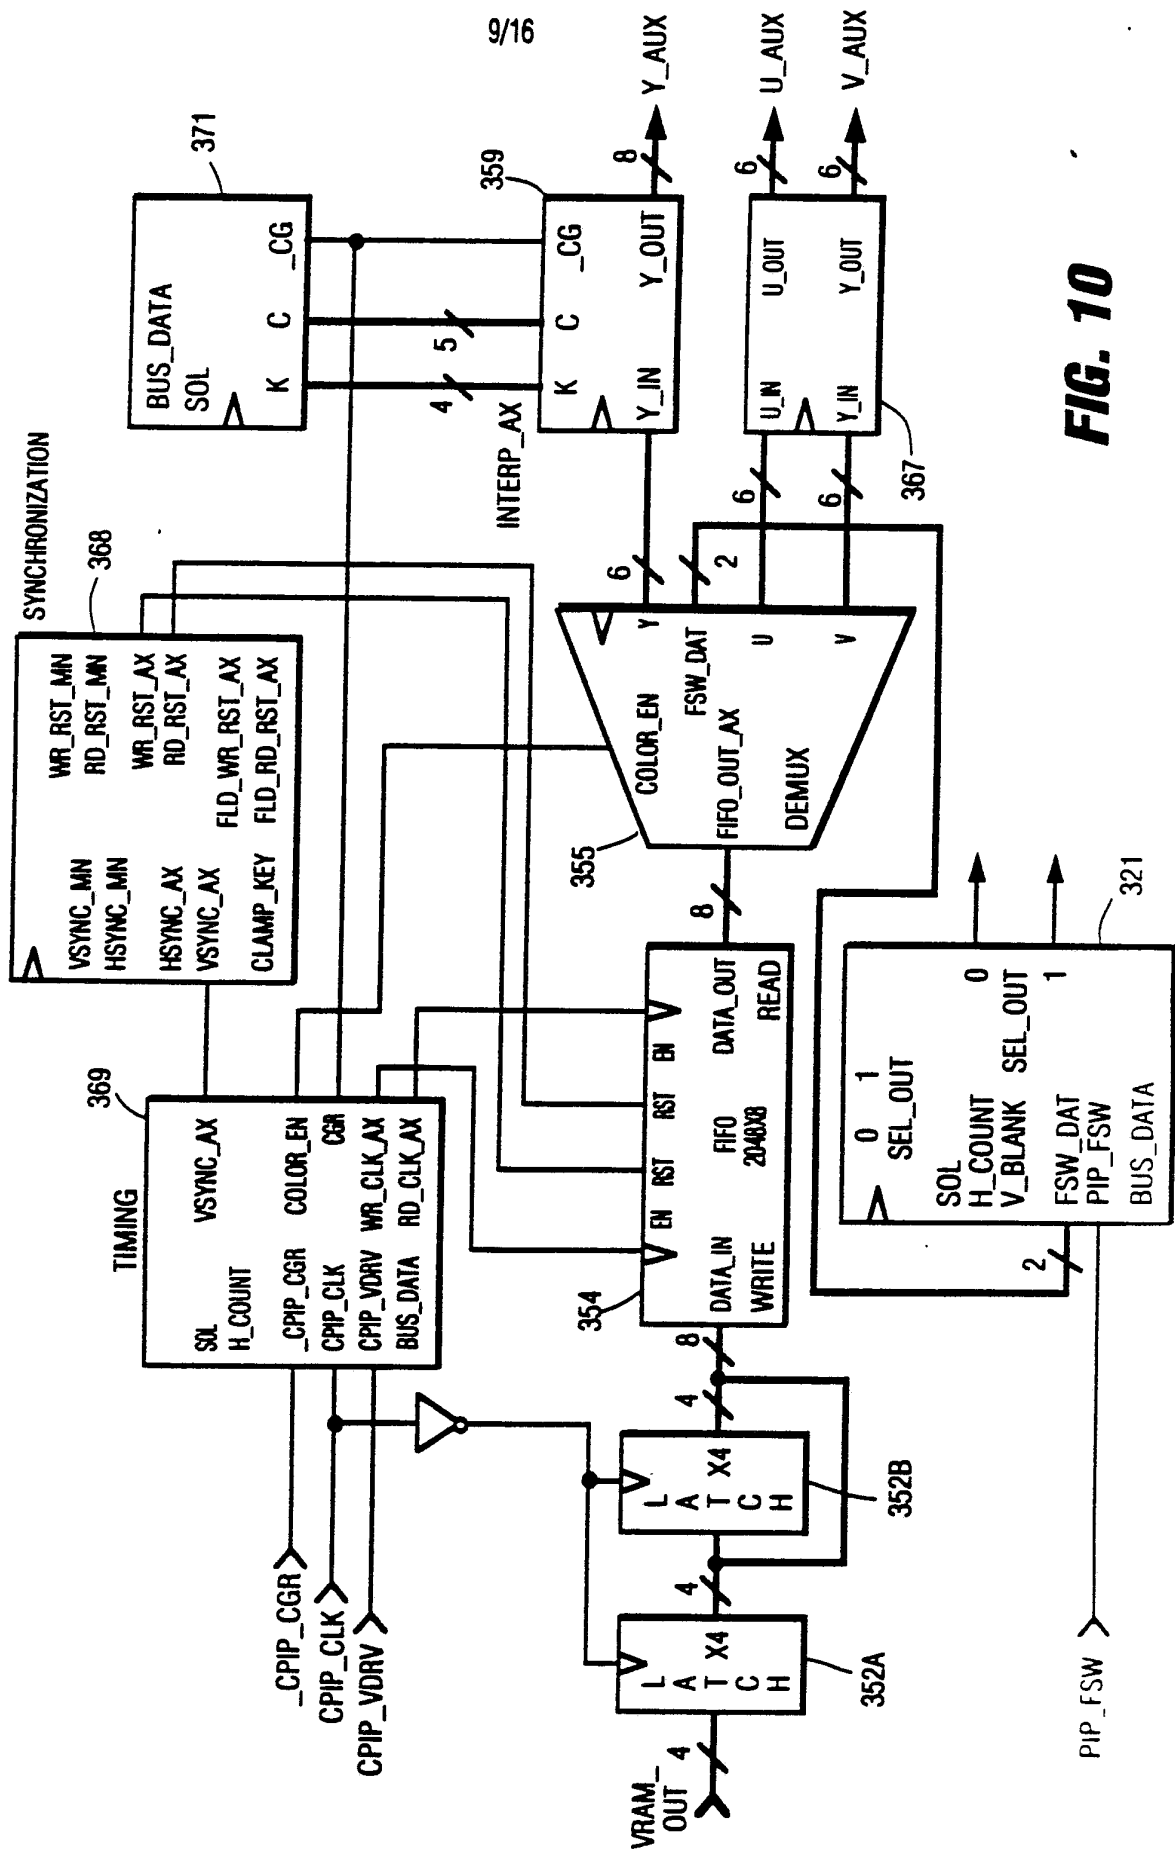 9/16
SYNCHRONIZATION
368
VSYNC_MN
HSYNC_MN
HSYNC_AX
VSYNC_AX
CLAMP_KEY
WR_RST_MN
RD_RST_MN
WR_RST_AX
RD_RST_AX
FLD_WR_RST_AX
FLD_RD_RST_AX
371
BUS_DATA
SOL
K
C
_CG
4
5
TIMING
369
SOL
H_COUNT
_CPIP_CGR
CPIP_CLK
CPIP_VDRV
BUS_DATA
VSYNC_AX
COLOR_EN
CGR
WR_CLK_AX
RD_CLK_AX
_CPIP_CGR
CPIP_CLK
CPIP_VDRV
INTERP_AX
359
K
C
_CG
Y_IN
Y_OUT
8
Y_AUX
VRAM_
OUT
4
LATCH
X4
352A
4
LATCH
X4
352B
4
8
354
EN
RST
RST
EN
DATA_IN
WRITE
FIFO
2048X8
DATA_OUT
READ
8
355
COLOR_EN
FIFO_OUT_AX
DEMUX
Y
FSW_DAT
U
V
6
2
6
6
U_IN
Y_IN
U_OUT
Y_OUT
367
6
U_AUX
6
V_AUX
321
0 1
SEL_OUT
SOL
H_COUNT
V_BLANK
FSW_DAT
PIP_FSW
BUS_DATA
0
SEL_OUT
1
2
PIP_FSW
FIG. 10